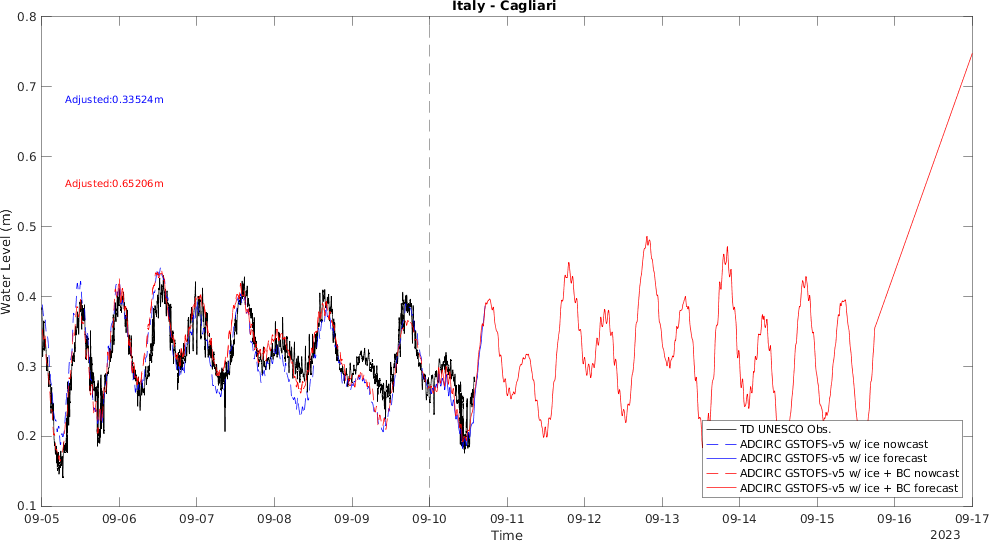 Italy - Cagliari
0.8
0.7
0.6
0.5
0.4
0.3
0.2
0.1
Water Level (m)
Adjusted:0.33524m
Adjusted:0.65206m
TD UNESCO Obs.
ADCIRC GSTOFS-v5 w/ ice nowcast
ADCIRC GSTOFS-v5 w/ ice forecast
ADCIRC GSTOFS-v5 w/ ice + BC nowcast
ADCIRC GSTOFS-v5 w/ ice + BC forecast
09-05 09-06 09-07 09-08 09-09 09-10 09-11 09-12 09-13 09-14 09-15 09-16 09-17
Time
2023